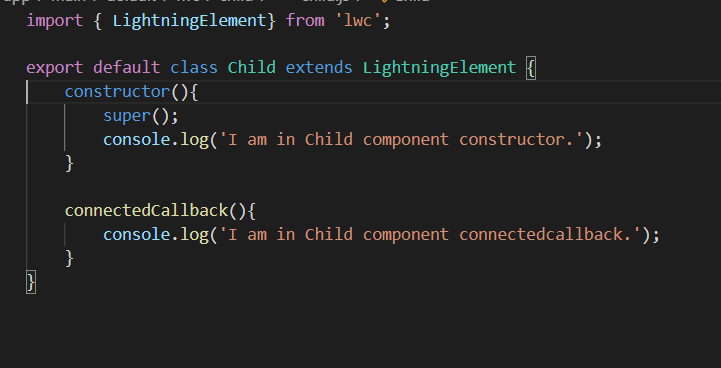 import { LightningElement} from 'lwc';
export default class Child extends LightningElement {
constructor(){
super();
console.log('I am in Child component constructor.');
}
connectedCallback(){
console.log('I am in Child component connectedcallback.');
}
}